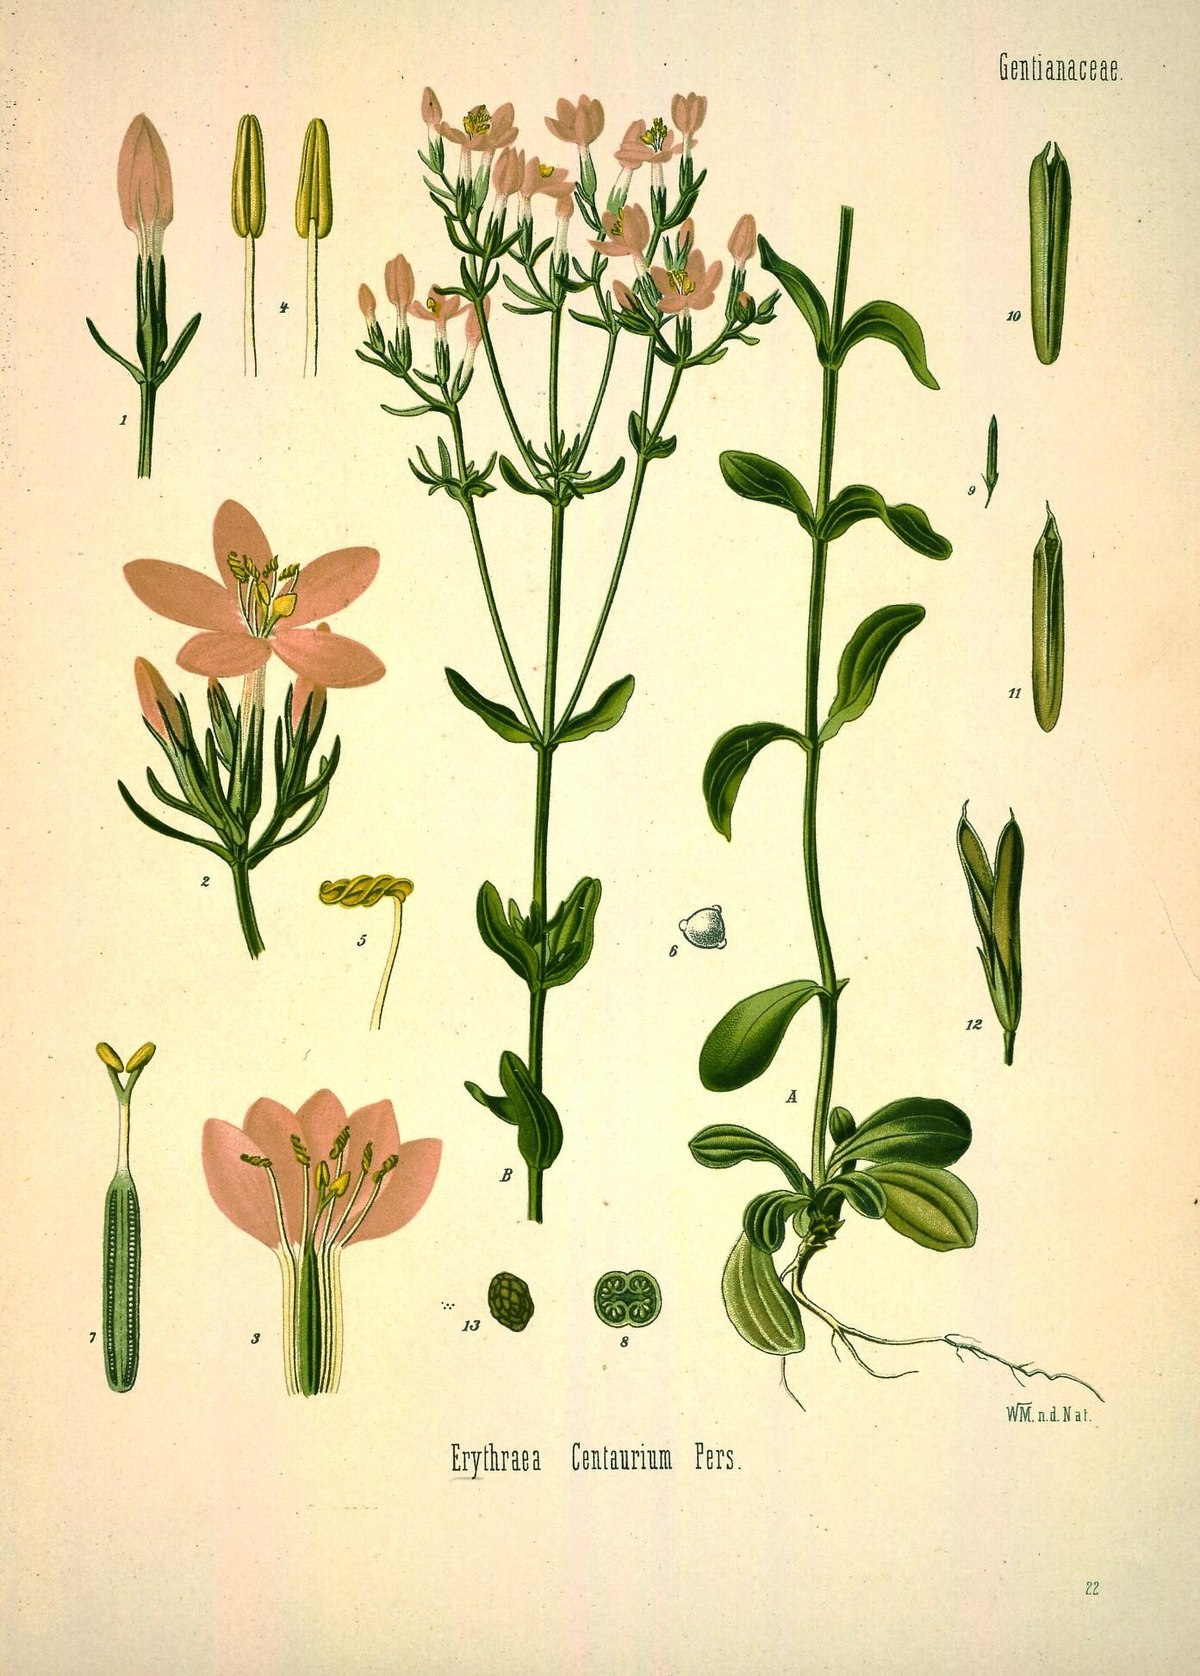 Gentianaceae.
4
10
1
9
11
2
5
6
12
A
B
7
3
13
8
WM. n.d. Nat.
Erythraea Centaurium Pers.
22